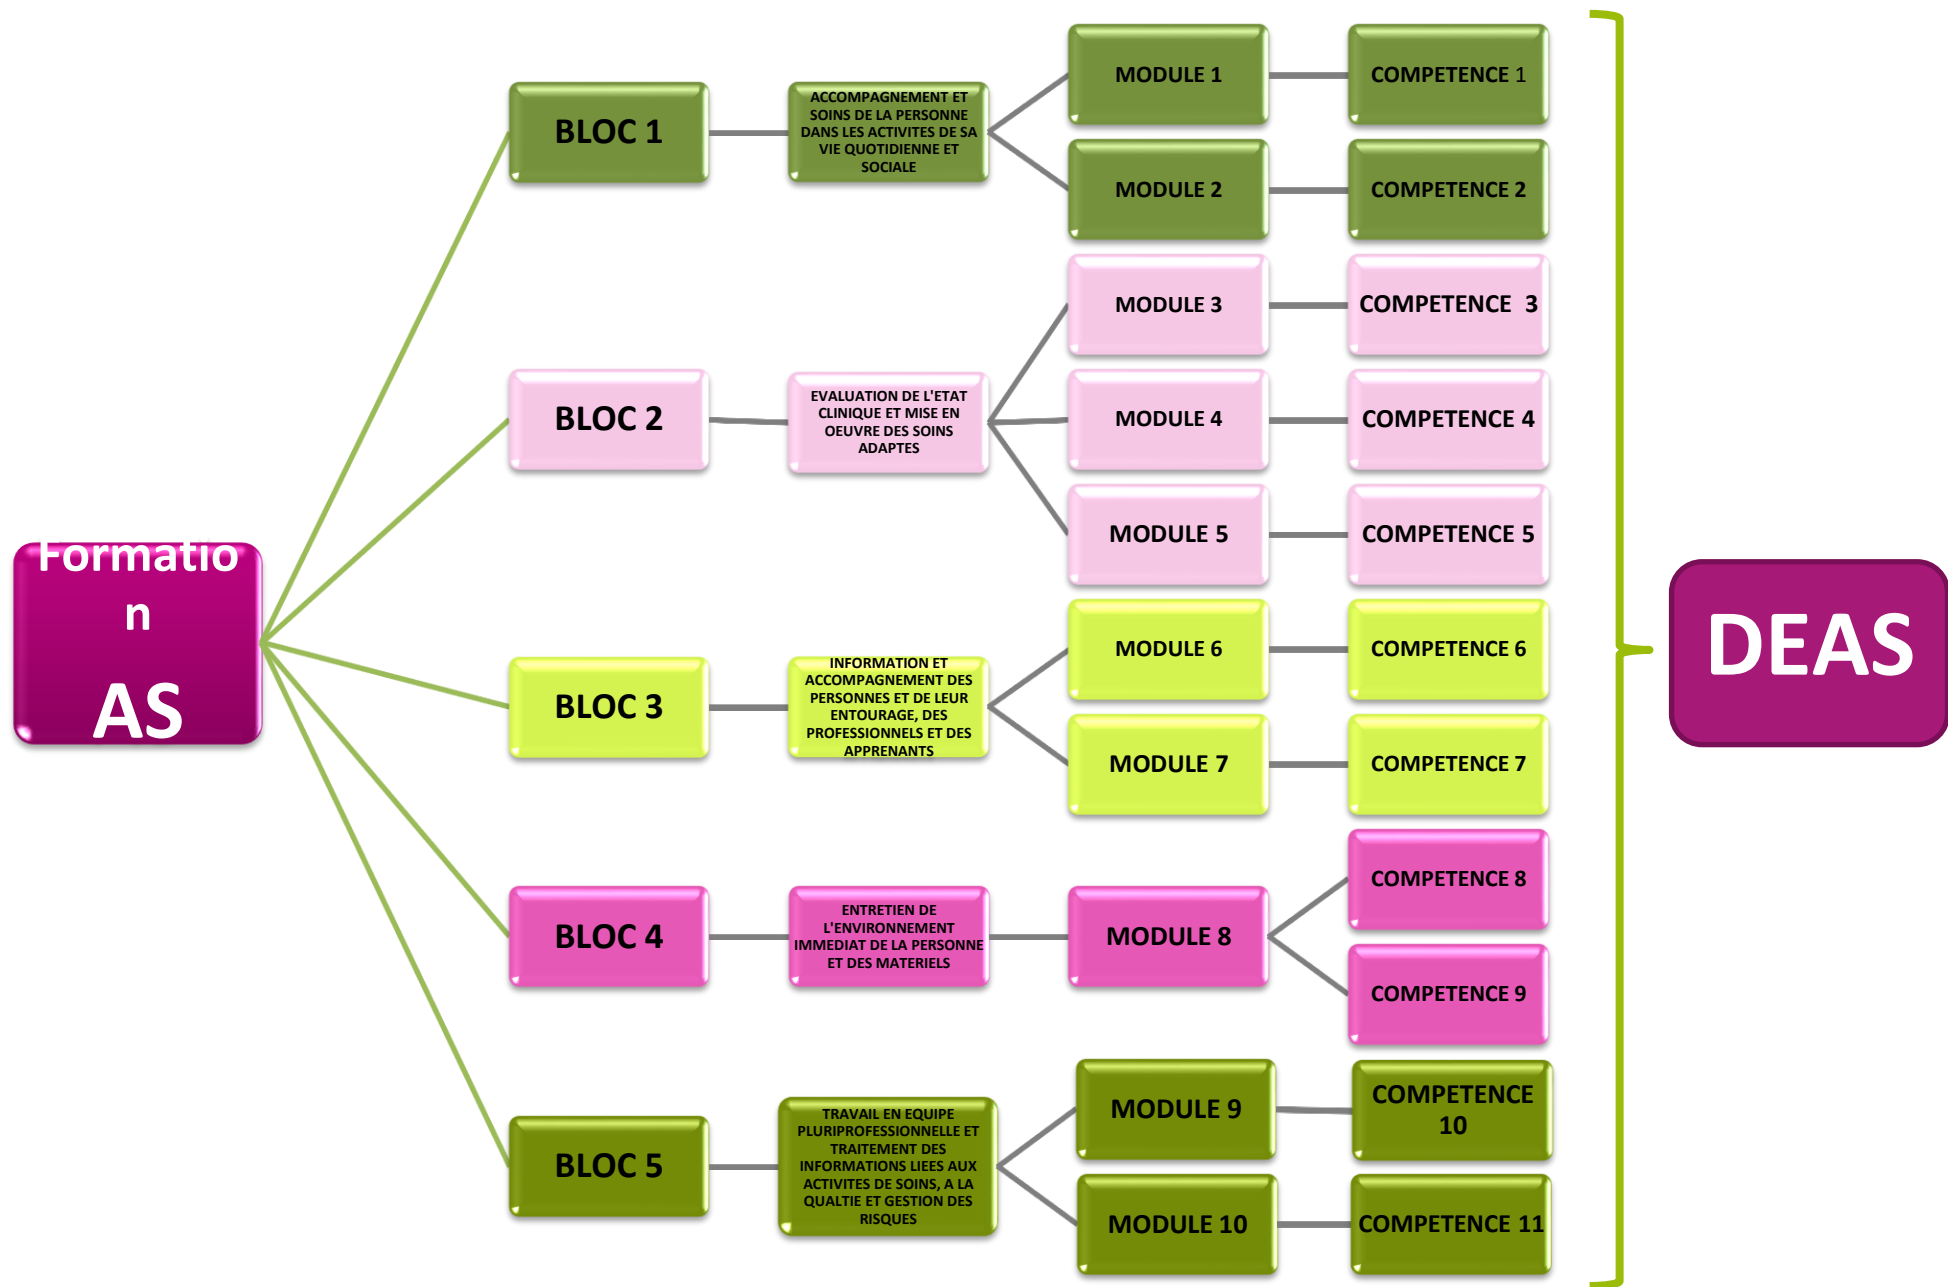 Formatio
n
AS
BLOC 1
ACCOMPAGNEMENT ET
SOINS DE LA PERSONNE
DANS LES ACTIVITES DE SA
VIE QUOTIDIENNE ET
SOCIALE
MODULE 1
COMPETENCE 1
MODULE 2
COMPETENCE 2
BLOC 2
EVALUATION DE L'ETAT
CLINIQUE ET MISE EN
OEUVRE DES SOINS
ADAPTES
MODULE 3
COMPETENCE 3
MODULE 4
COMPETENCE 4
MODULE 5
COMPETENCE 5
BLOC 3
INFORMATION ET
ACCOMPAGNEMENT DES
PERSONNES ET DE LEUR
ENTOURAGE, DES
PROFESSIONNELS ET DES
APPRENANTS
MODULE 6
COMPETENCE 6
MODULE 7
COMPETENCE 7
BLOC 4
ENTRETIEN DE
L'ENVIRONNEMENT
IMMEDIAT DE LA PERSONNE
ET DES MATERIELS
MODULE 8
COMPETENCE 8
COMPETENCE 9
BLOC 5
TRAVAIL EN EQUIPE
PLURIPROFESSIONNELLE ET
TRAITEMENT DES
INFORMATIONS LIEES AUX
ACTIVITES DE SOINS, A LA
QUALTIE ET GESTION DES
RISQUES
MODULE 9
COMPETENCE
10
MODULE 10
COMPETENCE 11
DEAS